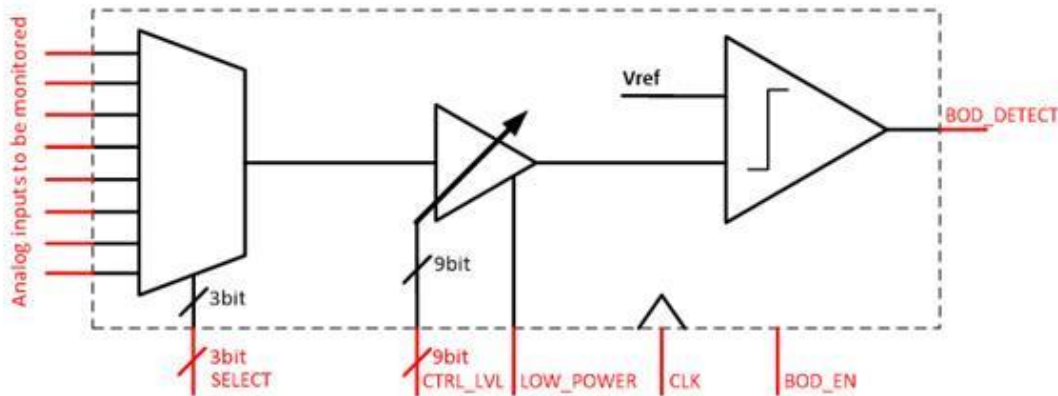 Analog inputs to be monitored
Vref
BOD_DETECT
9bit
3bit
3bit
SELECT
9bit
CTRL_LVL
LOW_POWER
CLK
BOD_EN